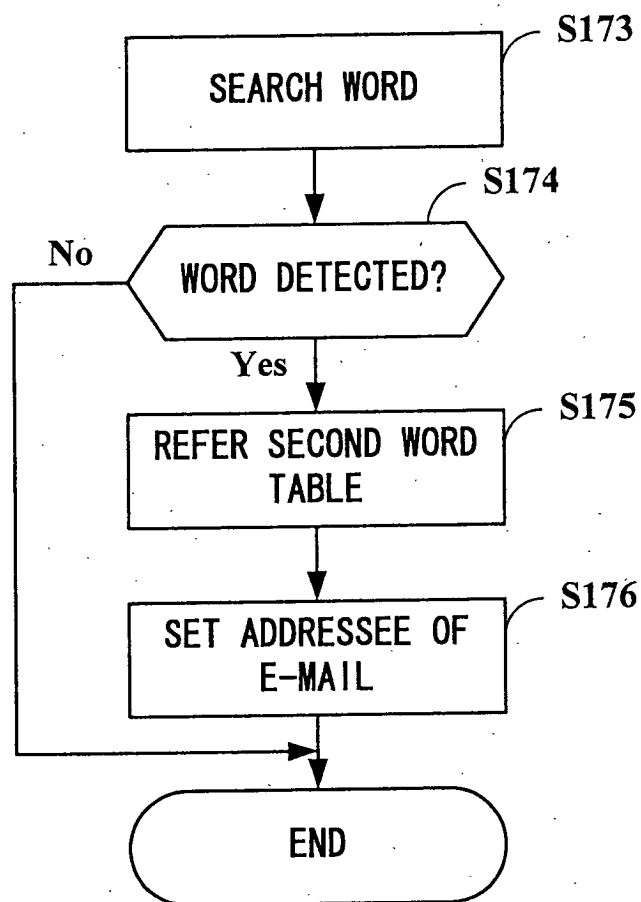 S173
SEARCH WORD
S174
No
WORD DETECTED?
Yes
S175
REFER SECOND WORD
TABLE
S176
SET ADDRESSEE OF
E-MAIL
END